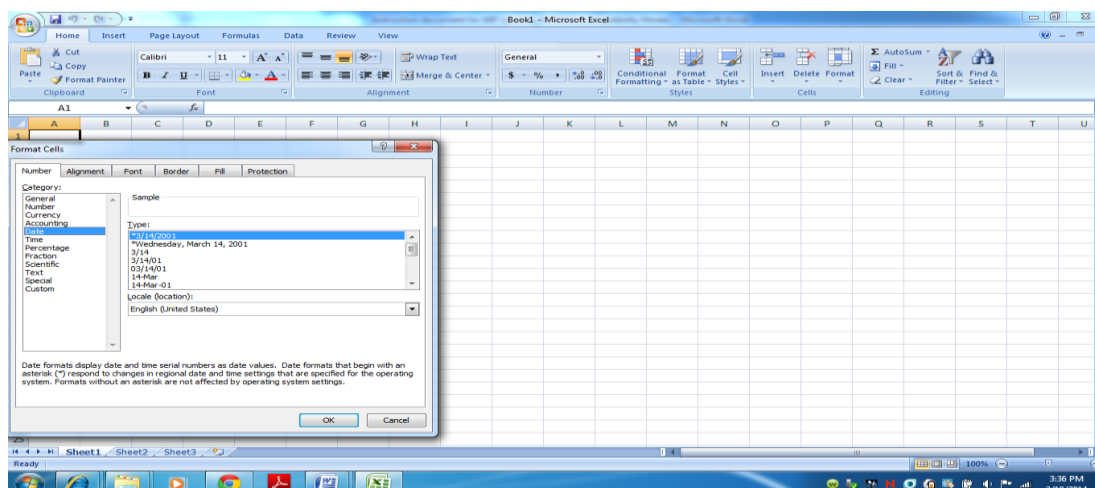 Book1 - Microsoft Excel
Home Insert Page Layout Formulas Data Review View
Paste
Cut
Copy
Format Painter
Clipboard
Calibri 11 A A
B I U A
Font
Wrap Text
Merge & Center
Alignment
General
$ % , .0 .00 .00 .0
Number
Conditional Formatting
Format as Table
Cell Styles
Styles
Insert Delete Format
Cells
Σ AutoSum
Fill
Clear
Sort & Filter
Find & Select
Editing
A1 fx
A B C D E F G H I J K L M N O P Q R S T U
1
Format Cells
Number Alignment Font Border Fill Protection
Category:
General
Number
Currency
Accounting
Date
Time
Percentage
Fraction
Scientific
Text
Special
Custom
Sample
Type:
*3/14/2001
*Wednesday, March 14, 2001
3/14
3/14/01
03/14/01
14-Mar
14-Mar-01
Locale (location):
English (United States)
Date formats display date and time serial numbers as date values. Date formats that begin with an
asterisk (*) respond to changes in regional date and time settings that are specified for the operating
system. Formats without an asterisk are not affected by operating system settings.
OK Cancel
25
Sheet1 Sheet2 Sheet3
Ready 100%
3:36 PM